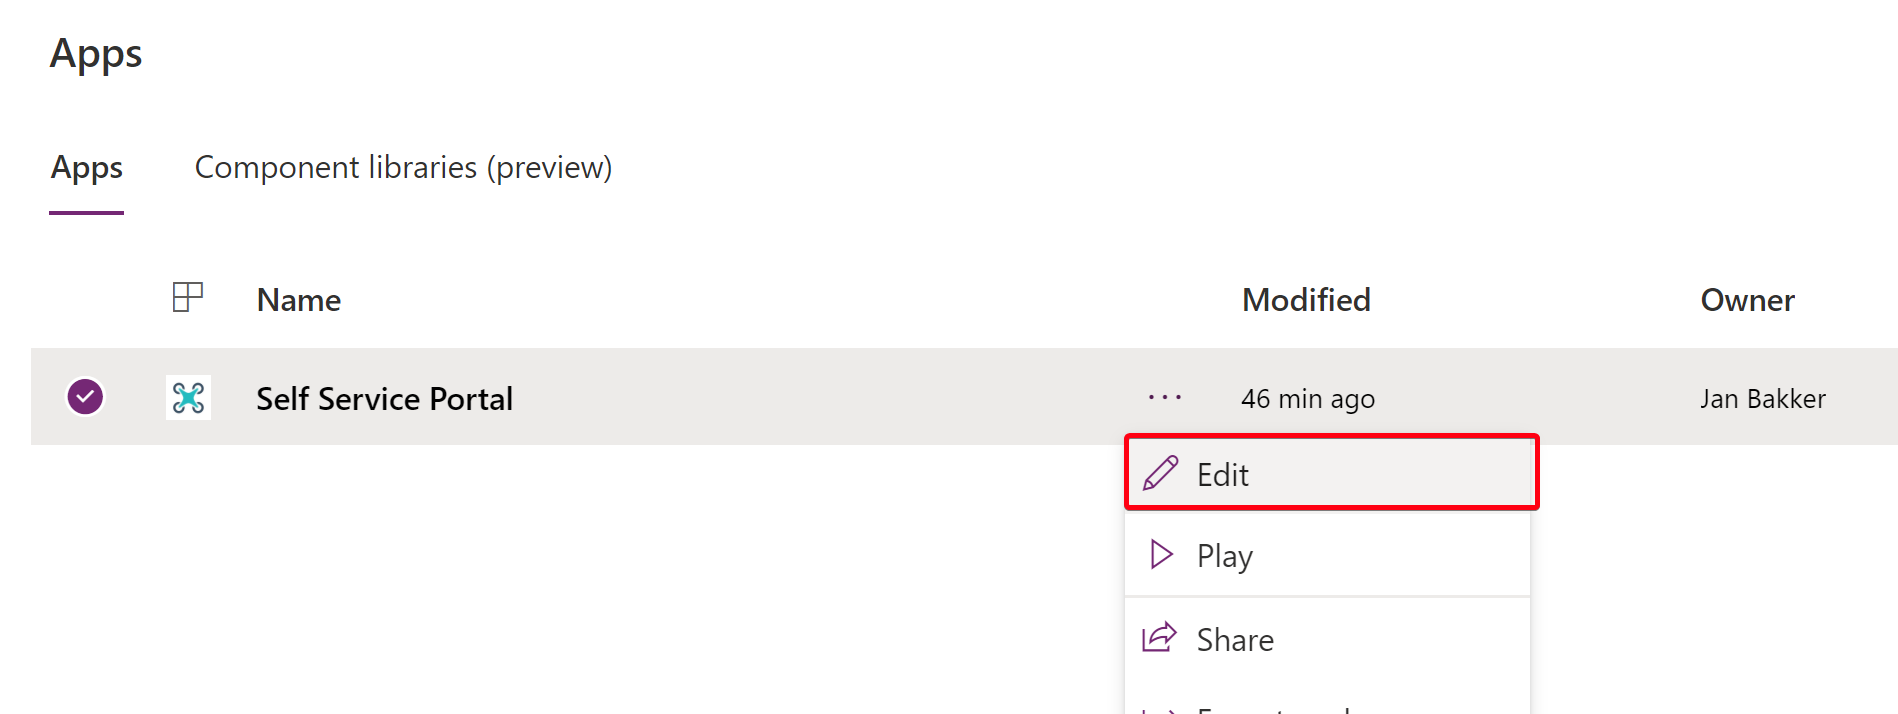 Apps
Apps Component libraries (preview)
Name Modified Owner
Self Service Portal ··· 46 min ago Jan Bakker
Edit
Play
Share